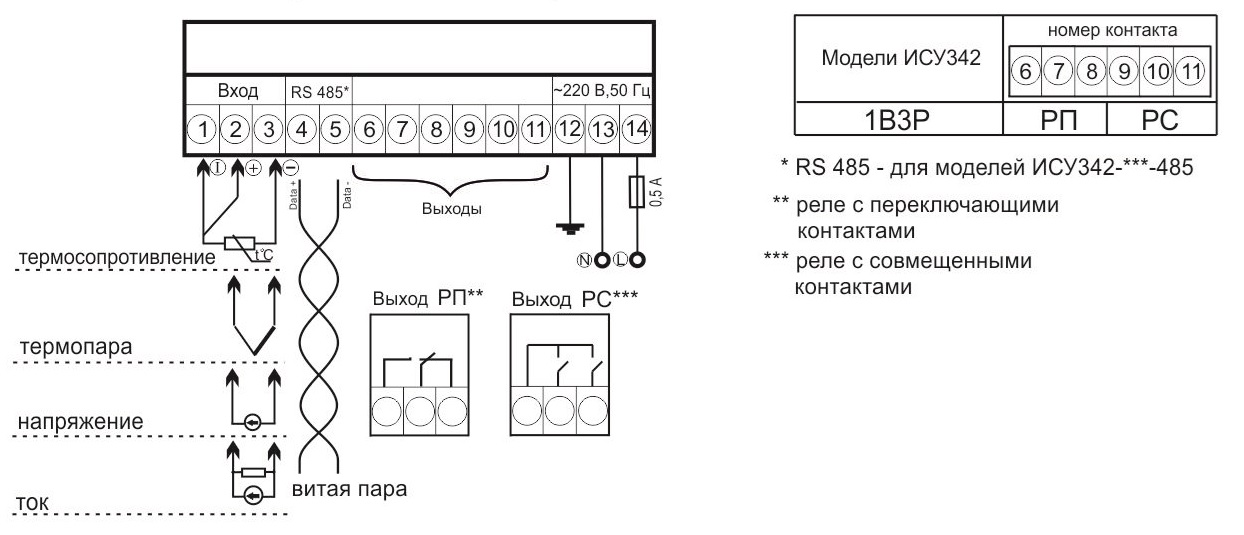 Вход
RS 485*
~220 В,50 Гц
1 2 3 4 5 6 7 8 9 10 11 12 13 14
I + −
Data +
Data -
Выходы
0,5 А
N L
t°C
термосопротивление
термопара
напряжение
ток
витая пара
Выход РП**
Выход РС***
Модели ИСУ342
номер контакта
6 7 8 9 10 11
1В3Р РП РС
* RS 485 - для моделей ИСУ342-***-485
** реле с переключающими
контактами
*** реле с совмещенными
контактами